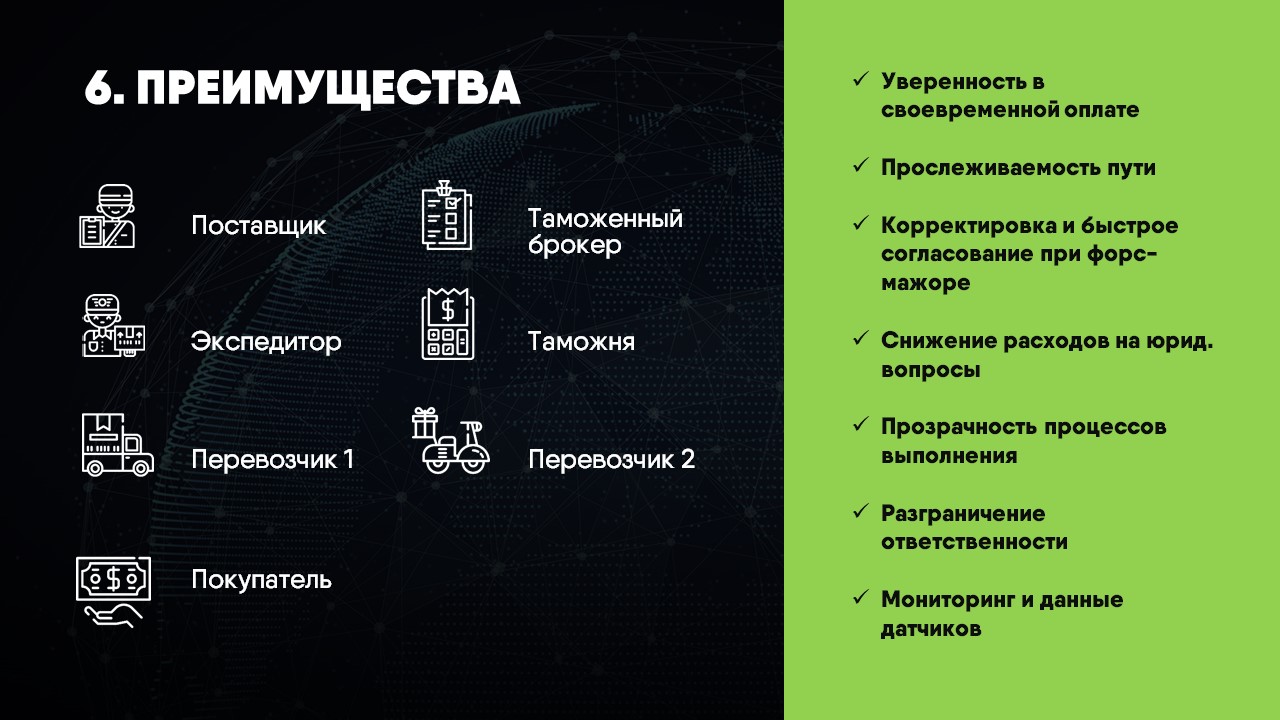 6. ПРЕИМУЩЕСТВА
Поставщик
Экспедитор
Перевозчик 1
Покупатель
Таможенный
брокер
$
Таможня
Перевозчик 2
$
Уверенность в
своевременной оплате
Прослеживаемость пути
Корректировка и быстрое
согласование при форс-
мажоре
Снижение расходов на юрид.
вопросы
Прозрачность процессов
выполнения
Разграничение
ответственности
Мониторинг и данные
датчиков